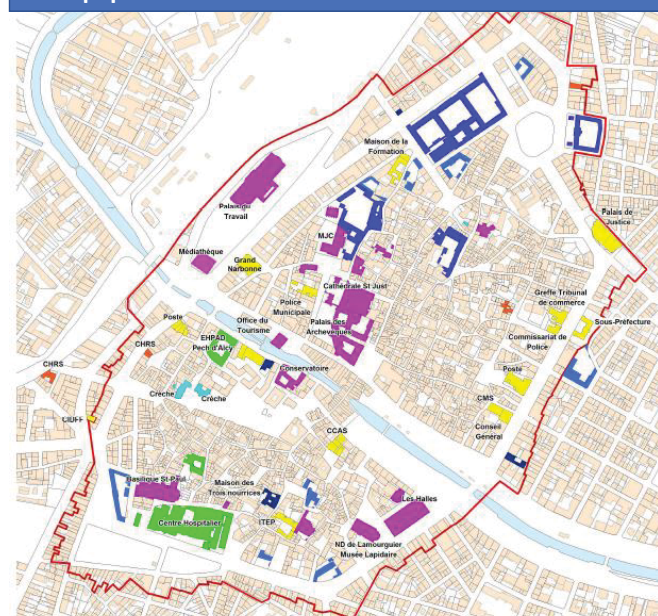 Maison de la
Formation
Palais du
Travail
Palais de
Justice
MJC
Médiathèque
Grand
Narbonne
Cathédrale St Just
Police
Municipale
Greffe Tribunal
de commerce
Poste
Office du
Tourisme
Palais des
Archevêques
Sous-Préfecture
Commissariat de
Police
CHRS
EHPAD
Pech d'Alcy
CHRS
Conservatoire
Poste
Crèche
Crèche
CMS
CIDFF
Conseil
Général
CCAS
Basilique St-Paul
Maison des
Trois nourrices
Les Halles
Centre Hospitalier
ITEP
ND de Lamourguier
Musée Lapidaire